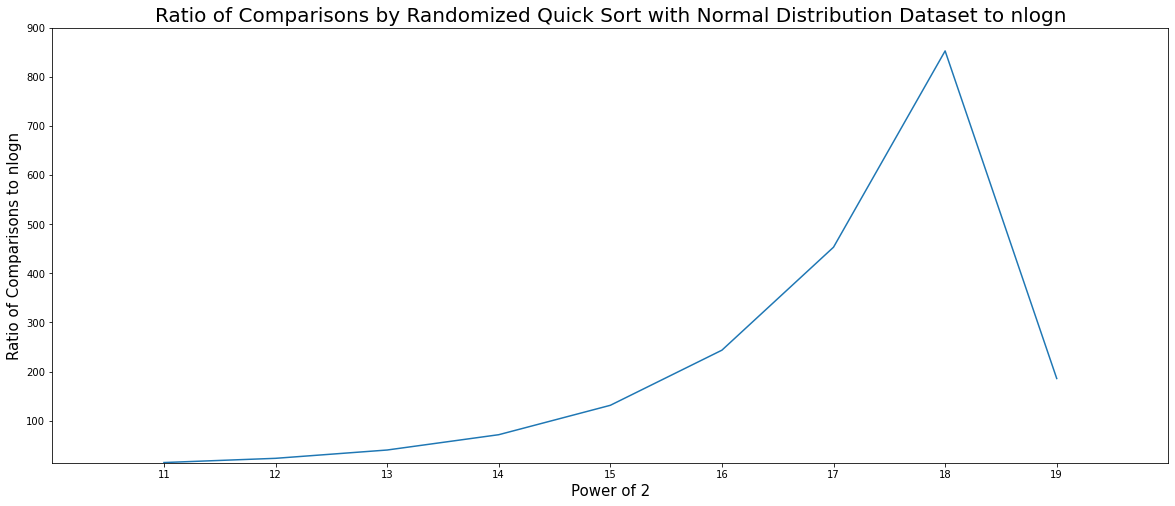 Ratio of Comparisons by Randomized Quick Sort with Normal Distribution Dataset to nlogn
Ratio of Comparisons to nlogn
900
800
700
600
500
400
300
200
100
11 12 13 14 15 16 17 18 19
Power of 2